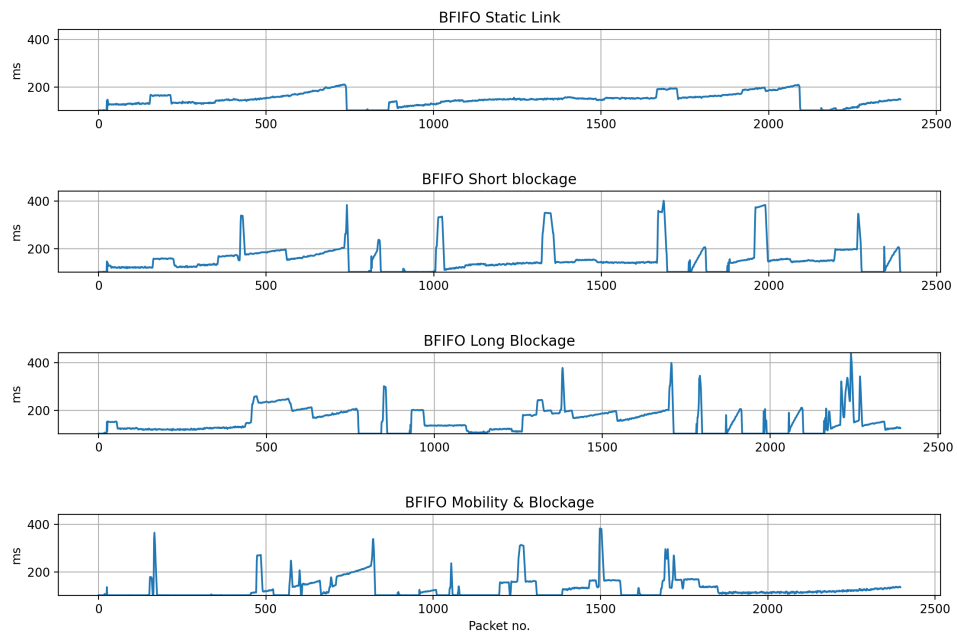 BFIFO Static Link
400
200
ms
0 500 1000 1500 2000 2500
BFIFO Short blockage
400
200
ms
0 500 1000 1500 2000 2500
BFIFO Long Blockage
400
200
ms
0 500 1000 1500 2000 2500
BFIFO Mobility & Blockage
400
200
ms
0 500 1000 1500 2000 2500
Packet no.